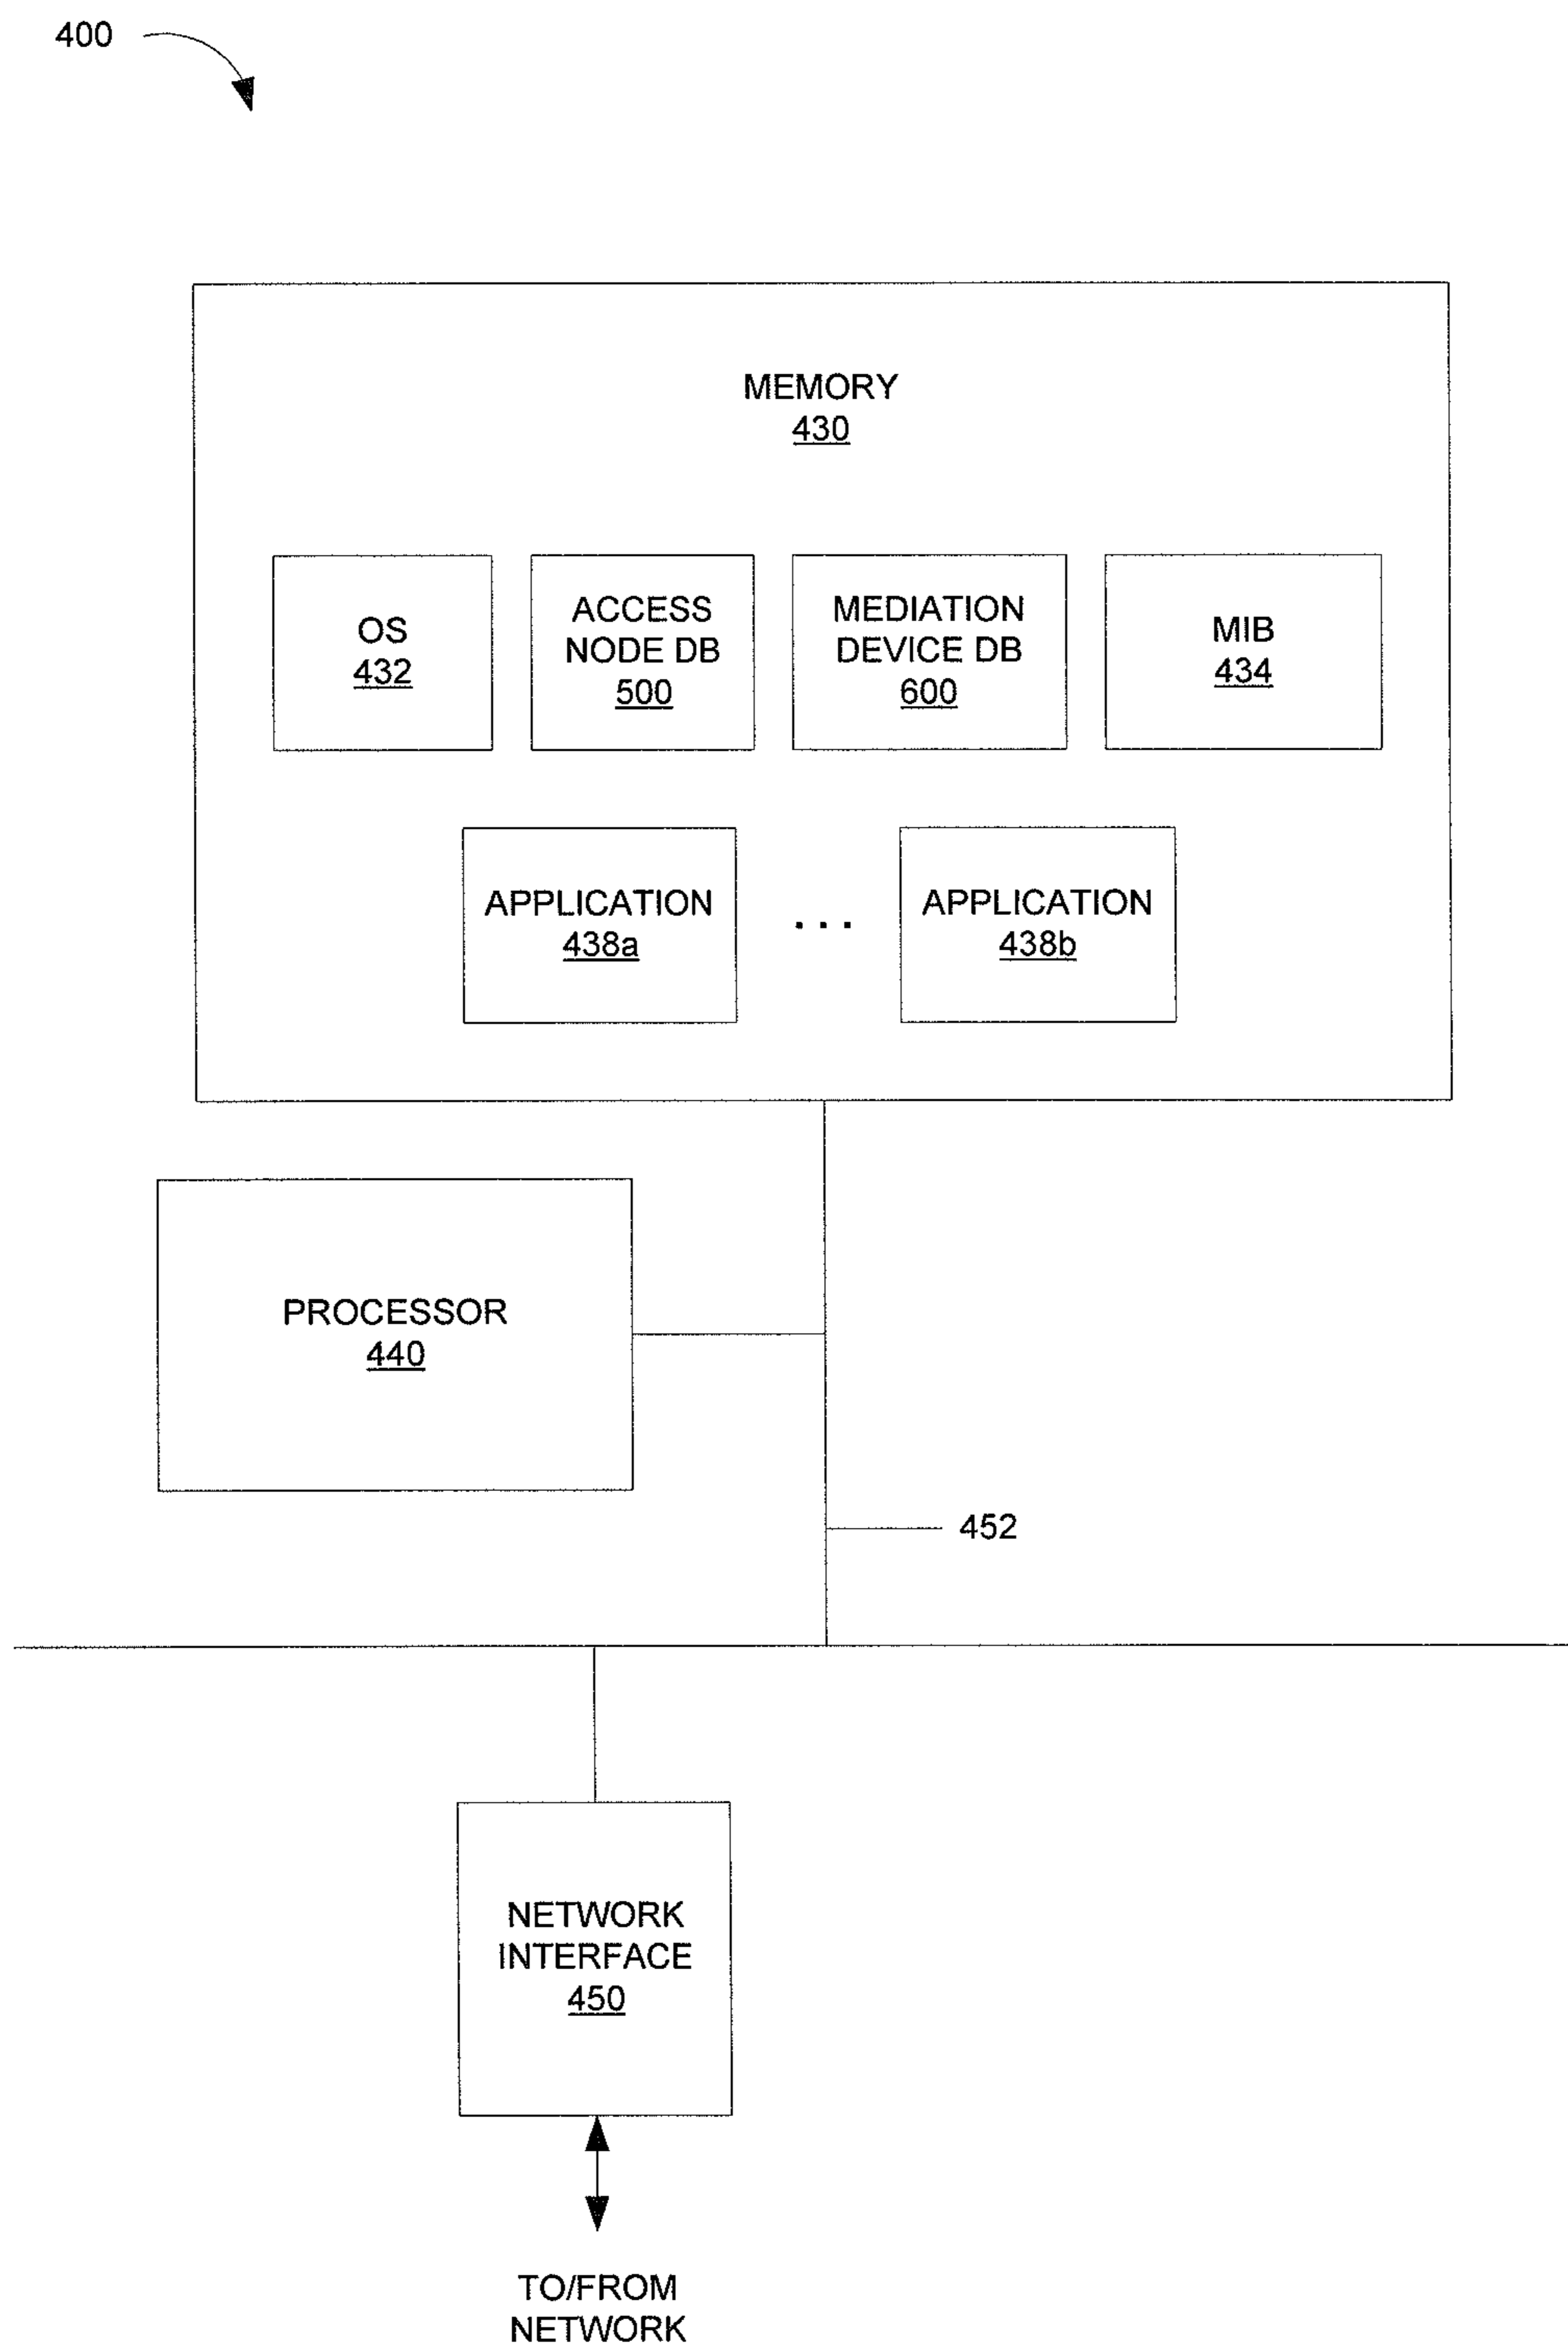 400
MEMORY
430
OS
432
ACCESS
NODE DB
500
MEDIATION
DEVICE DB
600
MIB
434
APPLICATION
438a
...
APPLICATION
438b
PROCESSOR
440
452
NETWORK
INTERFACE
450
TO/FROM
NETWORK